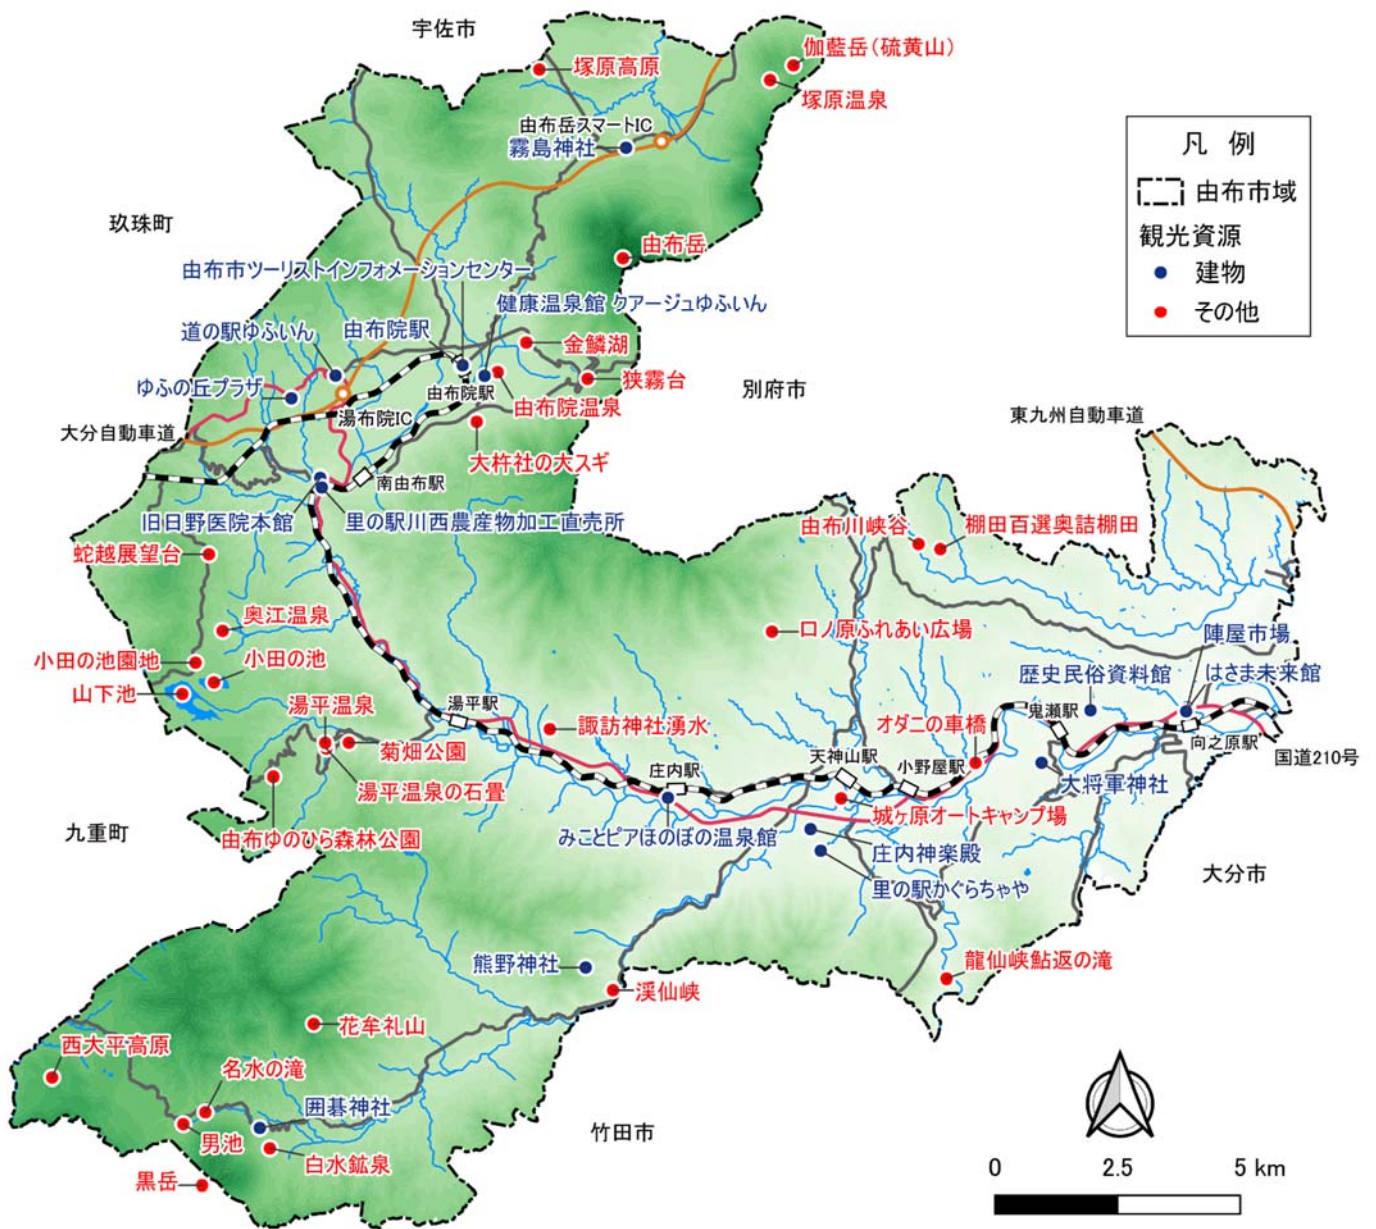 宇佐市
伽藍岳(硫黄山)
塚原高原
塚原温泉
由布岳スマートIC
霧島神社
凡 例
由布市域
観光資源
建物
その他
玖珠町
由布岳
由布市ツーリストインフォメーションセンター
健康温泉館 クアージュゆふいん
道の駅ゆふいん
由布院駅
金鱗湖
狭霧台
別府市
ゆふの丘プラザ
由布院駅
由布院温泉
湯布院IC
大分自動車道
東九州自動車道
大杵社の大スギ
南由布駅
旧日野医院本館
里の駅川西農産物加工直売所
由布川峡谷
棚田百選奥詰棚田
蛇越展望台
奥江温泉
口ノ原ふれあい広場
陣屋市場
小田の池園地
小田の池
歴史民俗資料館
はさま未来館
山下池
湯平温泉
湯平駅
諏訪神社湧水
オダニの車橋
鬼瀬駅
向之原駅
菊畑公園
天神山駅
小野屋駅
国道210号
庄内駅
大将軍神社
湯平温泉の石畳
城ヶ原オートキャンプ場
九重町
由布ゆのひら森林公園
みことピアほのぼの温泉館
庄内神楽殿
大分市
里の駅かぐらちゃや
熊野神社
龍仙峡鮎返の滝
渓仙峡
花牟礼山
西大平高原
名水の滝
囲碁神社
竹田市
男池
白水鉱泉
黒岳
0 2.5 5 km